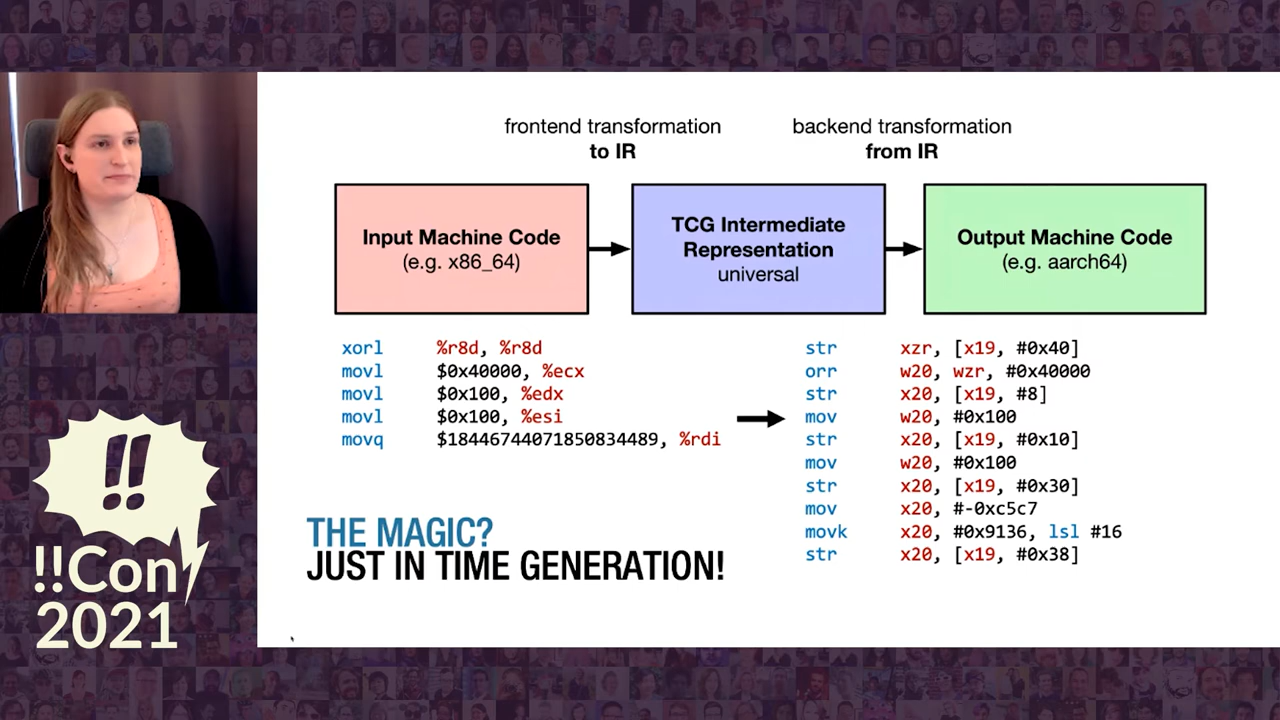 frontend transformation
to IR
backend transformation
from IR
Input Machine Code
(e.g. x86_64)
TCG Intermediate
Representation
universal
Output Machine Code
(e.g. aarch64)
xorl %r8d, %r8d
movl $0x40000, %ecx
movl $0x100, %edx
movl $0x100, %esi
movq $18446744071850834489, %rdi
str xzr, [x19, #0x40]
orr w20, wzr, #0x40000
str x20, [x19, #8]
mov w20, #0x100
str x20, [x19, #0x10]
mov w20, #0x100
str x20, [x19, #0x30]
mov x20, #-0xc5c7
movk x20, #0x9136, lsl #16
str x20, [x19, #0x38]
THE MAGIC?
JUST IN TIME GENERATION!
!!
!!Con
2021